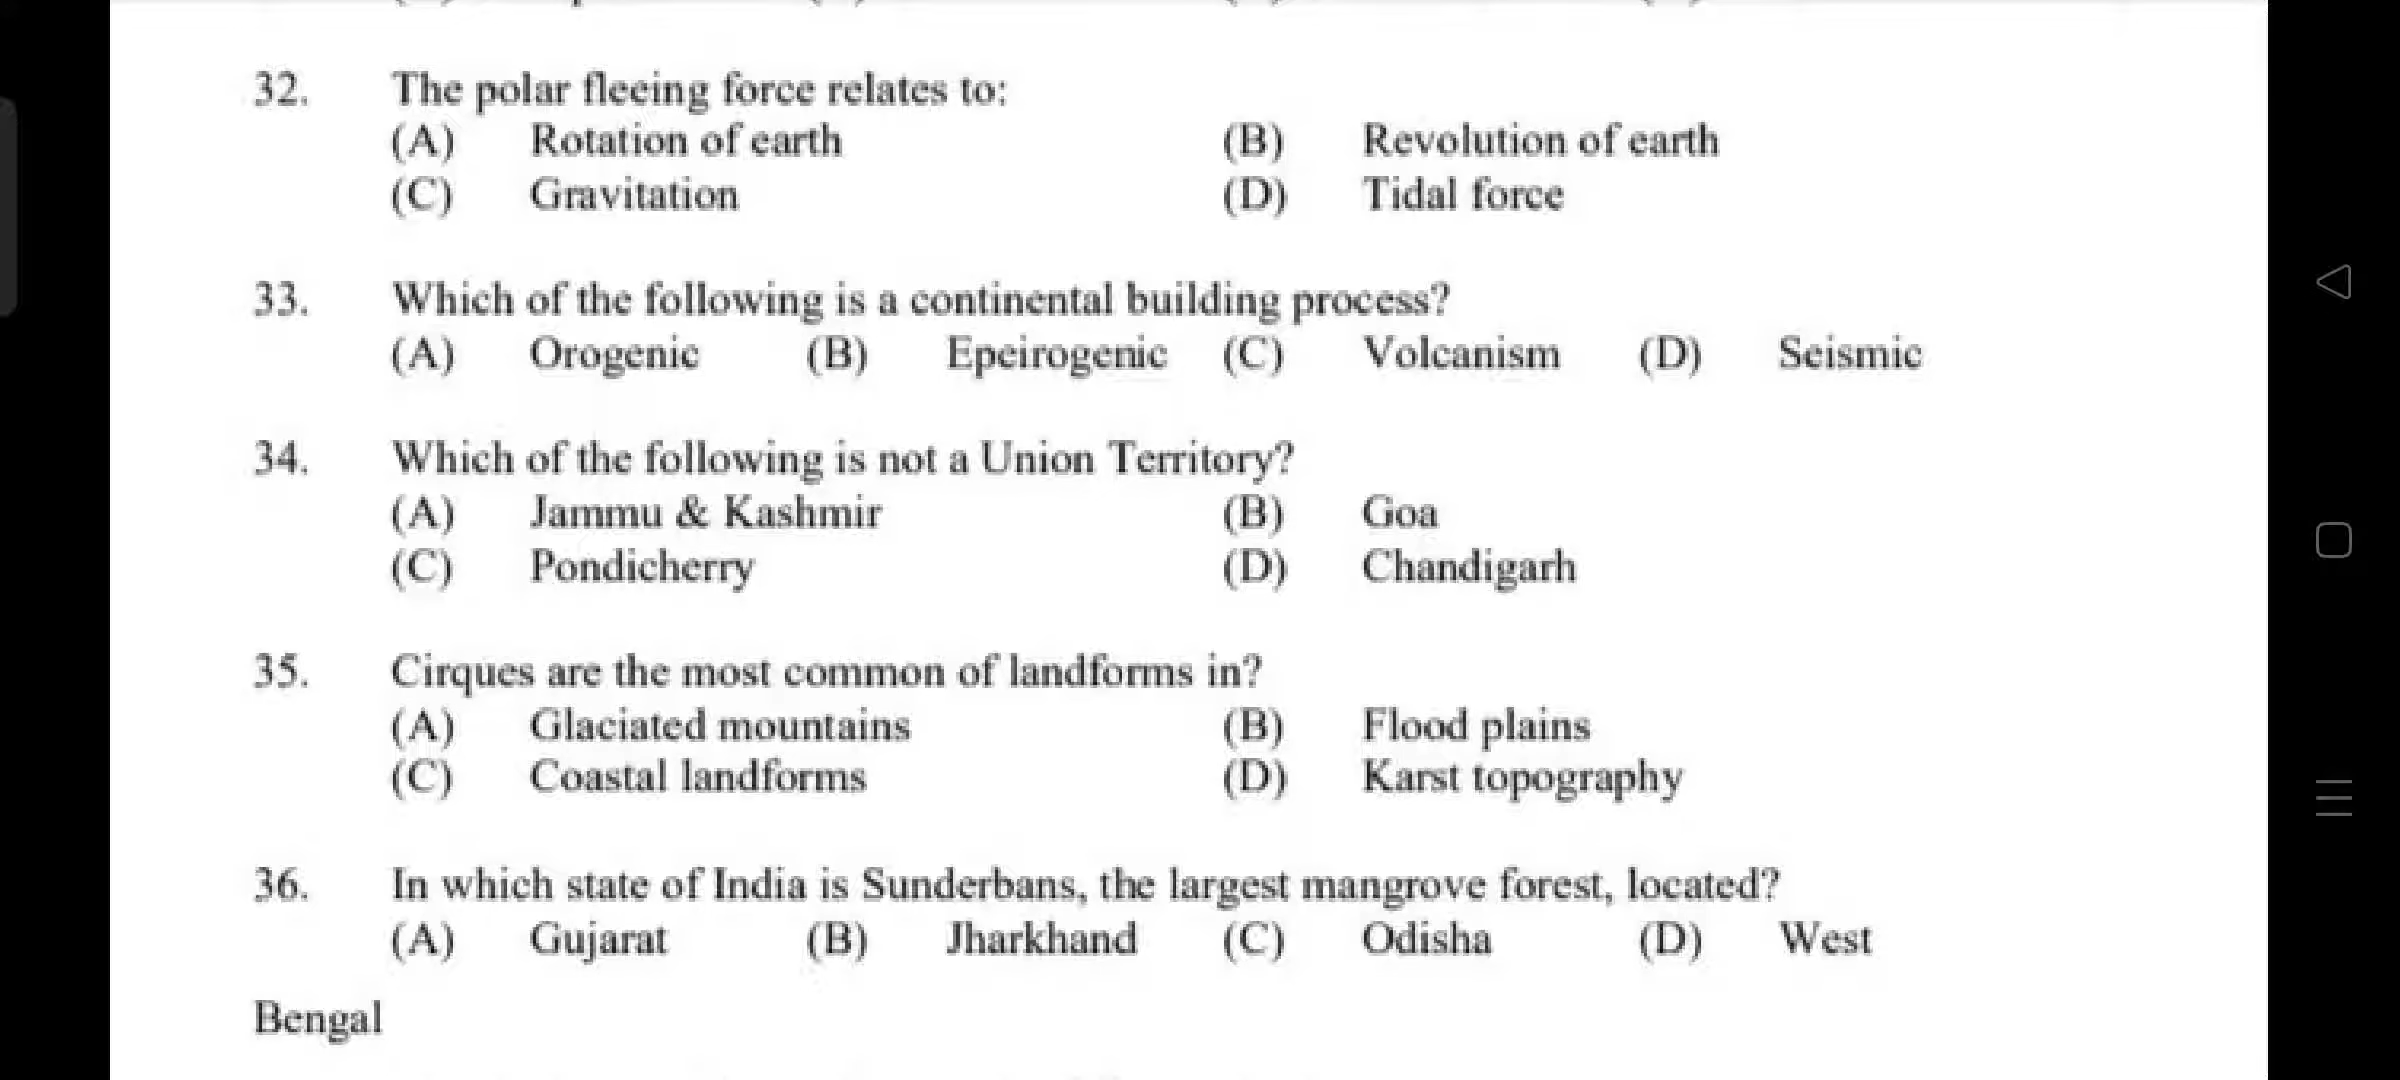 32. The polar fleeing force relates to:
(A) Rotation of earth (B) Revolution of earth
(C) Gravitation (D) Tidal force
33. Which of the following is a continental building process?
(A) Orogenic (B) Epeirogenic (C) Volcanism (D) Seismic
34. Which of the following is not a Union Territory?
(A) Jammu & Kashmir (B) Goa
(C) Pondicherry (D) Chandigarh
35. Cirques are the most common of landforms in?
(A) Glaciated mountains (B) Flood plains
(C) Coastal landforms (D) Karst topography
36. In which state of India is Sunderbans, the largest mangrove forest, located?
(A) Gujarat (B) Jharkhand (C) Odisha (D) West
Bengal